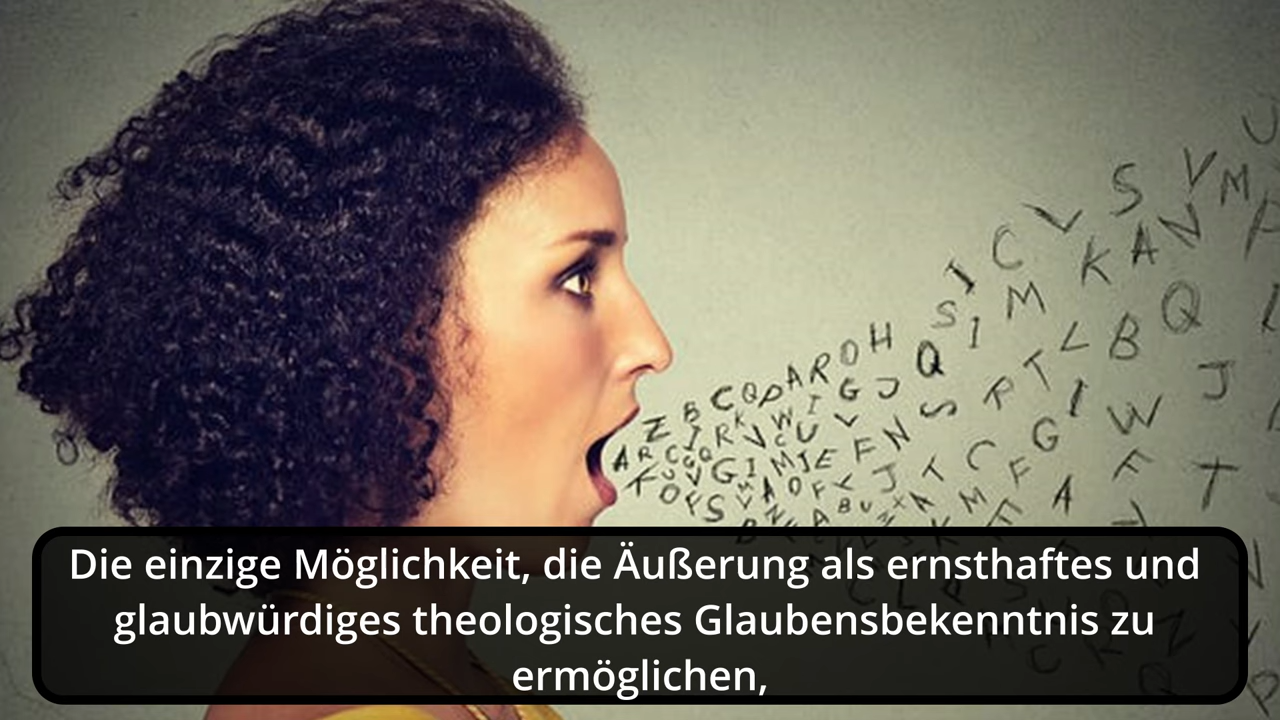 Die einzige Möglichkeit, die Äußerung als ernsthaftes und
glaubwürdiges theologisches Glaubensbekenntnis zu
ermöglichen,